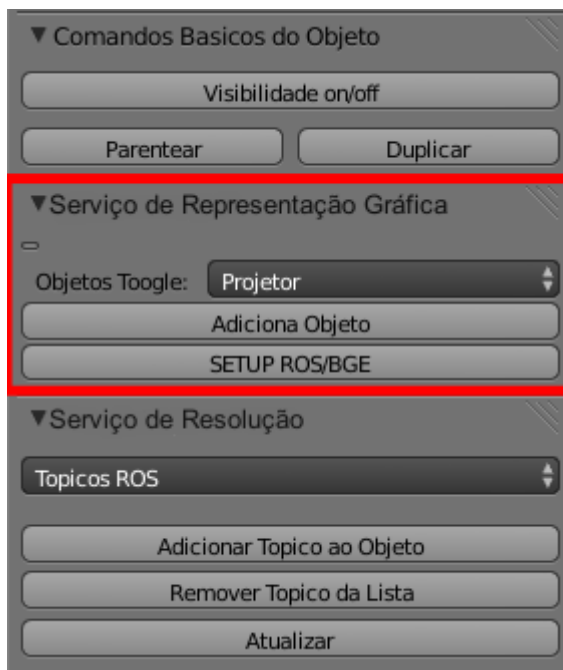 Comandos Basicos do Objeto
Visibilidade on/off
Parentear Duplicar
Serviço de Representação Gráfica
Objetos Toogle: Projetor
Adiciona Objeto
SETUP ROS/BGE
Serviço de Resolução
Topicos ROS
Adicionar Topico ao Objeto
Remover Topico da Lista
Atualizar